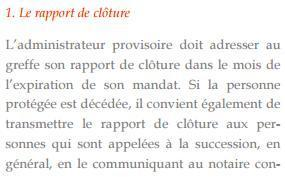 1. Le rapport de clôture
L’administrateur provisoire doit adresser au
greffe son rapport de clôture dans le mois de
l’expiration de son mandat. Si la personne
protégée est décédée, il convient également de
transmettre le rapport de clôture aux per-
sonnes qui sont appelées à la succession, en
général, en le communiquant au notaire con-